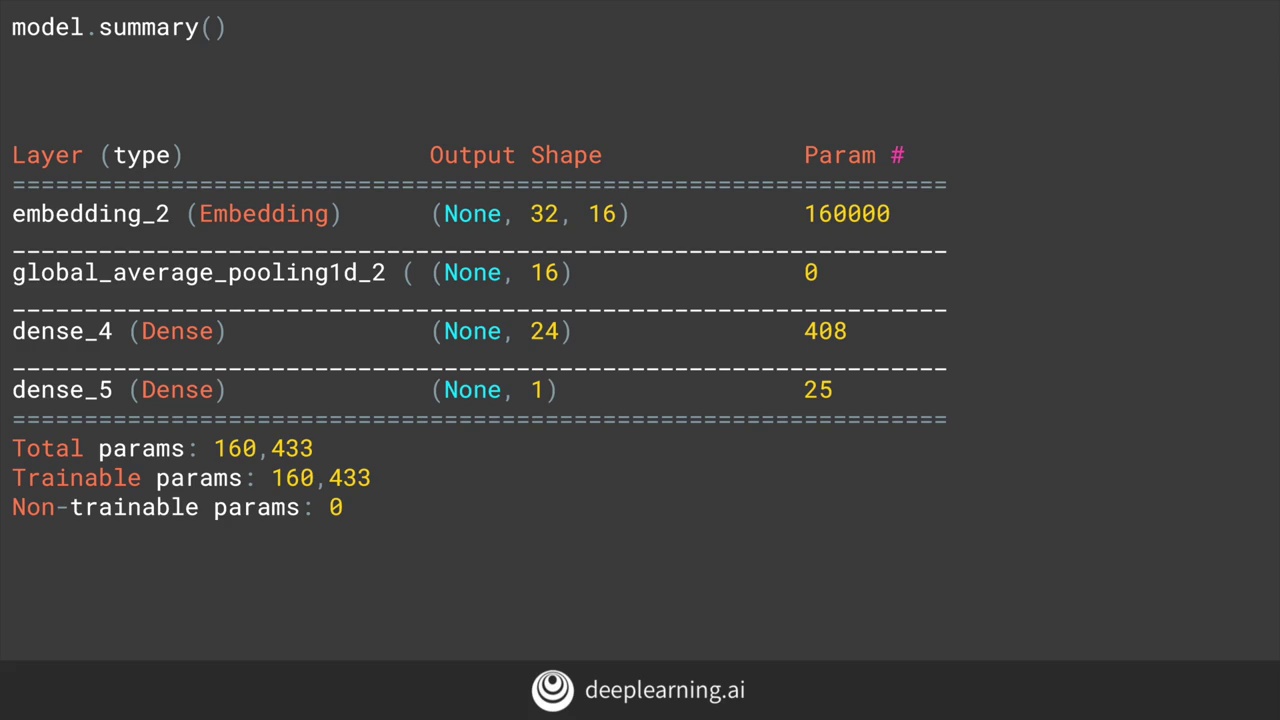 model.summary()
Layer (type) Output Shape Param #
=================================================================
embedding_2 (Embedding) (None, 32, 16) 160000
_________________________________________________________________
global_average_pooling1d_2 ( (None, 16) 0
_________________________________________________________________
dense_4 (Dense) (None, 24) 408
_________________________________________________________________
dense_5 (Dense) (None, 1) 25
=================================================================
Total params: 160,433
Trainable params: 160,433
Non-trainable params: 0
deeplearning.ai